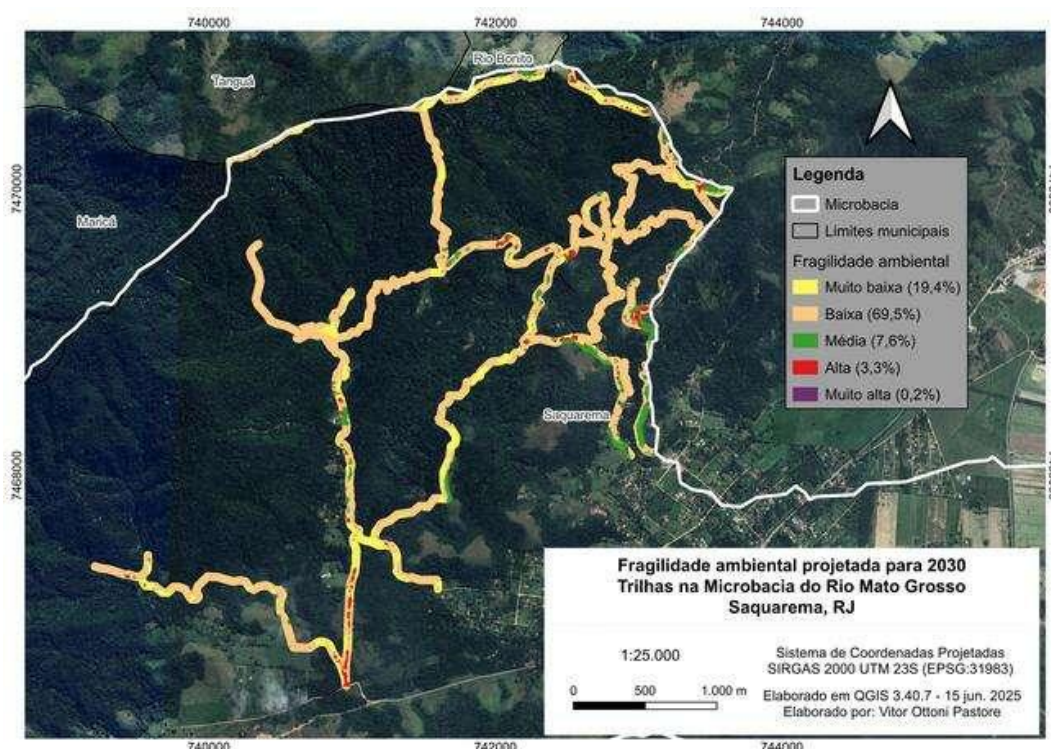 740000
742000
744000
Rio Bonito
Tanguá
7470000
Maricá
Legenda
Microbacia
Limites municipais
Fragilidade ambiental
Muito baixa (19,4%)
Baixa (69,5%)
Média (7,6%)
Alta (3,3%)
Muito alta (0,2%)
Saquarema
7468000
Fragilidade ambiental projetada para 2030
Trilhas na Microbacia do Rio Mato Grosso
Saquarema, RJ
1:25.000
0 500 1.000 m
Sistema de Coordenadas Projetadas
SIRGAS 2000 UTM 23S (EPSG:31983)
Elaborado em QGIS 3.40.7 - 15 jun. 2025
Elaborado por: Vitor Ottoni Pastore
740000
742000
744000